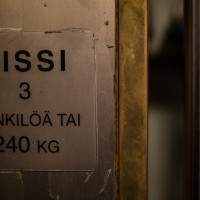 ISSI
3
NKILÖÄ TAI
240 KG